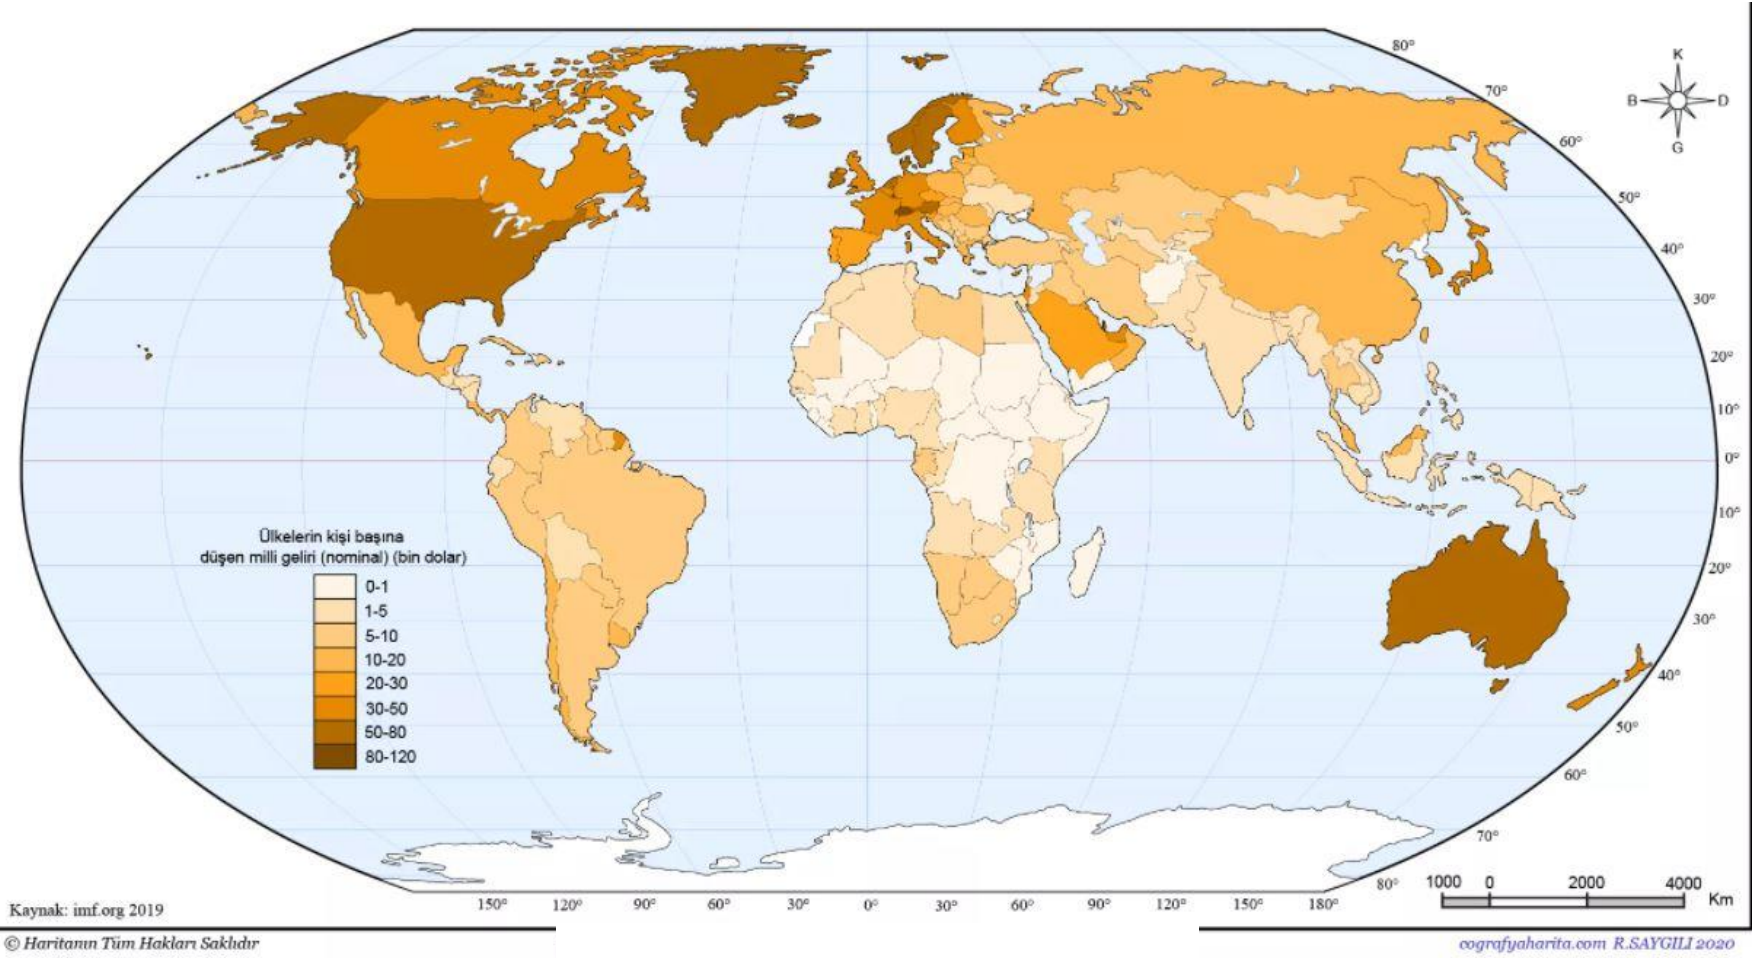 80°
70°
60°
50°
40°
30°
20°
10°
0°
10°
20°
30°
40°
50°
60°
70°
80°
K
B
D
G
Ülkelerin kişi başına
düşen milli geliri (nominal) (bin dolar)
0-1
1-5
5-10
10-20
20-30
30-50
50-80
80-120
150° 120° 90° 60° 30° 0° 30° 60° 90° 120° 150° 180°
1000 0 2000 4000
Km
Kaynak: imf.org 2019
© Haritanın Tüm Hakları Saklıdır
cografyaharita.com R.SAYGILI 2020